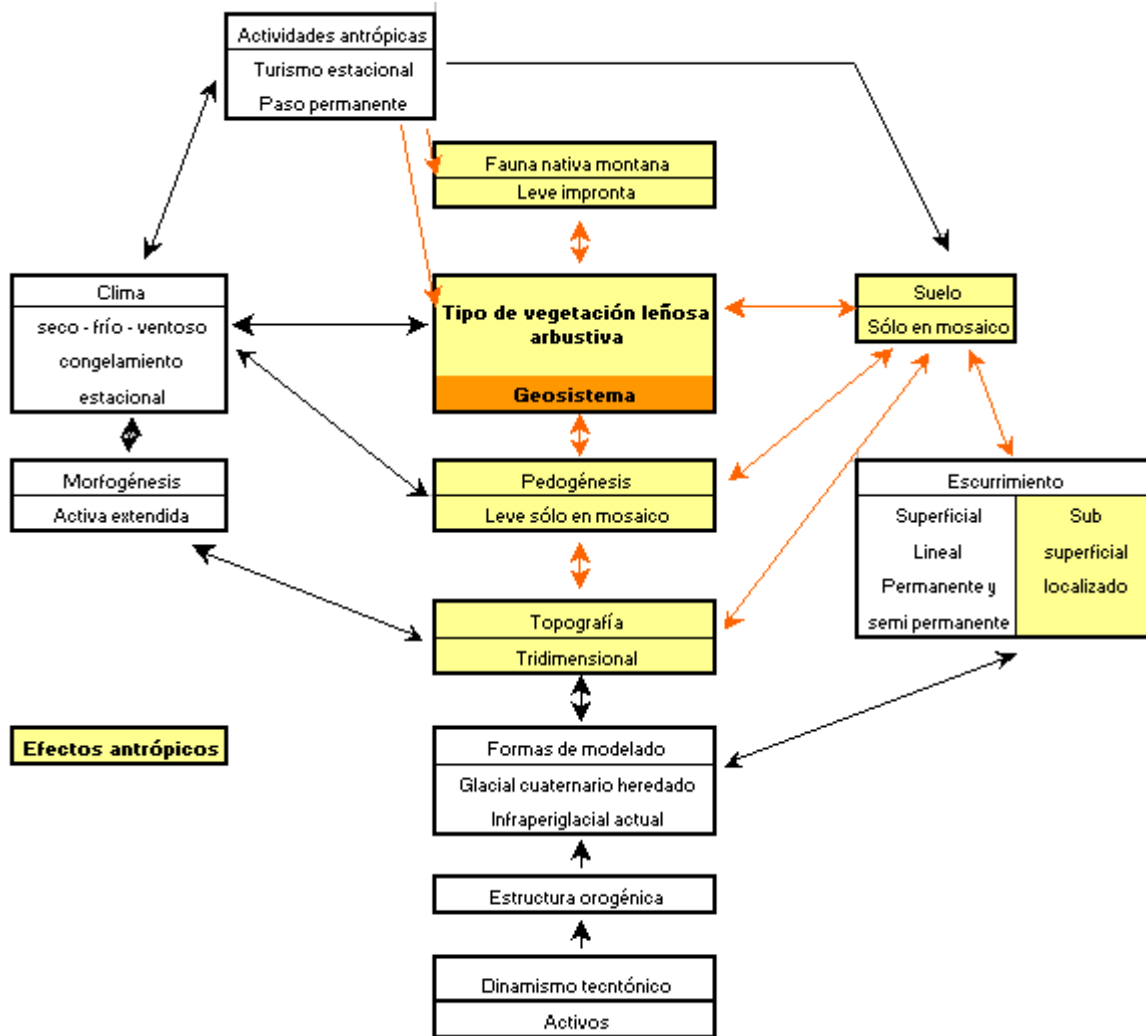 Actividades antrópicas
Turismo estacional
Paso permanente
Fauna nativa montana
Leve impronta
Clima
seco - frío - ventoso
congelamiento
estacional
Tipo de vegetación leñosa
arbustiva
Geosistema
Suelo
Sólo en mosaico
Morfogénesis
Activa extendida
Pedogénesis
Leve sólo en mosaico
Escurrimiento
Superficial
Lineal
Permanente y
semi permanente
Sub
superficial
localizado
Topografía
Tridimensional
Efectos antrópicos
Formas de modelado
Glacial cuaternario heredado
Infraperiglacial actual
Estructura orogénica
Dinamismo tecntónico
Activos